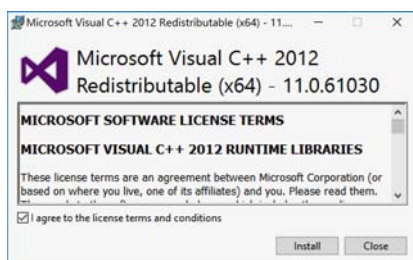 Microsoft Visual C++ 2012 Redistributable (x64) - 11....
Microsoft Visual C++ 2012
Redistributable (x64) - 11.0.61030
MICROSOFT SOFTWARE LICENSE TERMS
MICROSOFT VISUAL C++ 2012 RUNTIME LIBRARIES
These license terms are an agreement between Microsoft Corporation (or
based on where you live, one of its affiliates) and you. Please read them.
I agree to the license terms and conditions
Install
Close